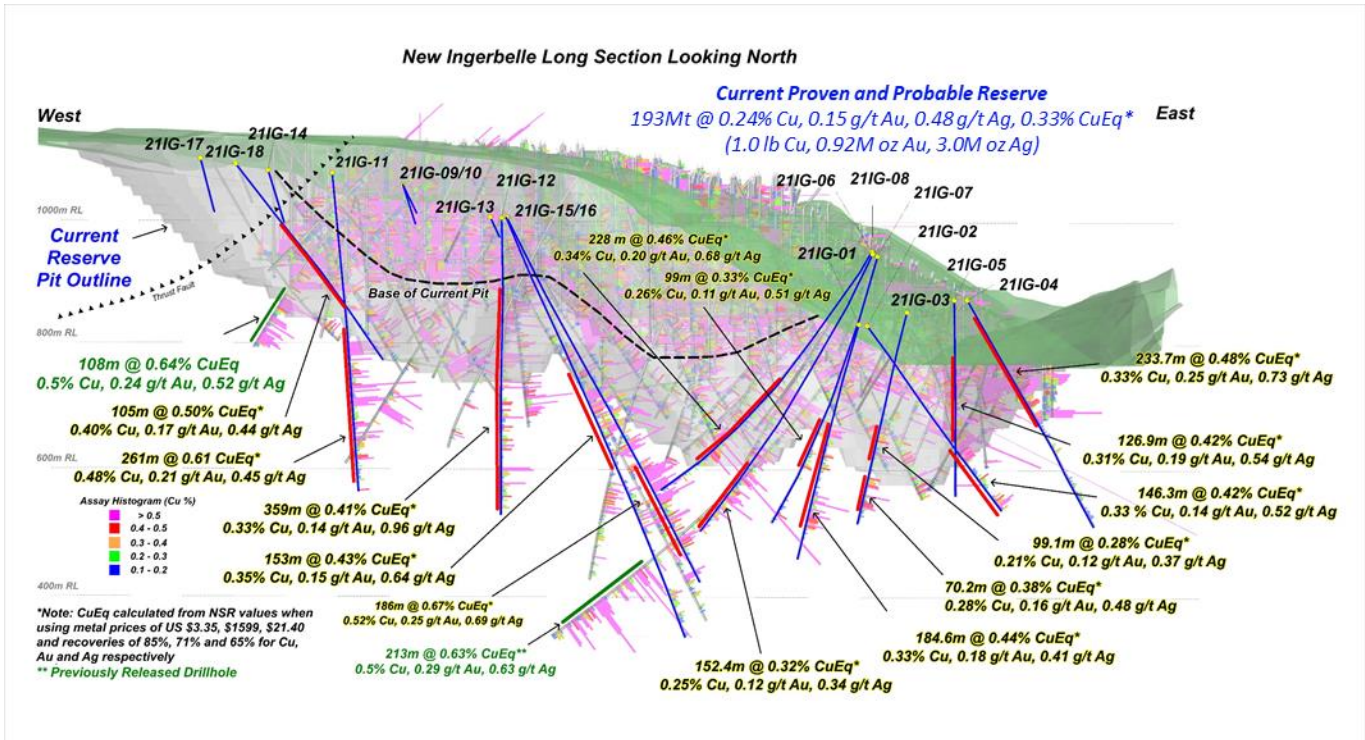 New Ingerbelle Long Section Looking North
Current Proven and Probable Reserve
193Mt @ 0.24% Cu, 0.15 g/t Au, 0.48 g/t Ag, 0.33% CuEq*
(1.0 lb Cu, 0.92M oz Au, 3.0M oz Ag)
West
East
21IG-14
21IG-17
21IG-18
21IG-11
21IG-09/10
21IG-12
21IG-13
21IG-15/16
21IG-06
21IG-08
21IG-07
21IG-02
21IG-01
21IG-05
21IG-04
21IG-03
1000m RL
Current
Reserve
Pit Outline
Thrust Fault
Base of Current Pit
228 m @ 0.46% CuEq*
0.34% Cu, 0.20 g/t Au, 0.68 g/t Ag
99m @ 0.33% CuEq*
0.26% Cu, 0.11 g/t Au, 0.51 g/t Ag
800m RL
108m @ 0.64% CuEq
0.5% Cu, 0.24 g/t Au, 0.52 g/t Ag
105m @ 0.50% CuEq*
0.40% Cu, 0.17 g/t Au, 0.44 g/t Ag
261m @ 0.61 CuEq*
0.48% Cu, 0.21 g/t Au, 0.45 g/t Ag
600m RL
359m @ 0.41% CuEq*
0.33% Cu, 0.14 g/t Au, 0.96 g/t Ag
153m @ 0.43% CuEq*
0.35% Cu, 0.15 g/t Au, 0.64 g/t Ag
186m @ 0.67% CuEq*
0.52% Cu, 0.25 g/t Au, 0.69 g/t Ag
213m @ 0.63% CuEq**
0.5% Cu, 0.29 g/t Au, 0.63 g/t Ag
233.7m @ 0.48% CuEq*
0.33% Cu, 0.25 g/t Au, 0.73 g/t Ag
126.9m @ 0.42% CuEq*
0.31% Cu, 0.19 g/t Au, 0.54 g/t Ag
146.3m @ 0.42% CuEq*
0.33 % Cu, 0.14 g/t Au, 0.52 g/t Ag
99.1m @ 0.28% CuEq*
0.21% Cu, 0.12 g/t Au, 0.37 g/t Ag
70.2m @ 0.38% CuEq*
0.28% Cu, 0.16 g/t Au, 0.48 g/t Ag
184.6m @ 0.44% CuEq*
0.33% Cu, 0.18 g/t Au, 0.41 g/t Ag
152.4m @ 0.32% CuEq*
0.25% Cu, 0.12 g/t Au, 0.34 g/t Ag
Assay Histogram (Cu %)
> 0.5
0.4 - 0.5
0.3 - 0.4
0.2 - 0.3
0.1 - 0.2
400m RL
*Note: CuEq calculated from NSR values when
using metal prices of US $3.35, $1599, $21.40
and recoveries of 85%, 71% and 65% for Cu,
Au and Ag respectively
** Previously Released Drillhole